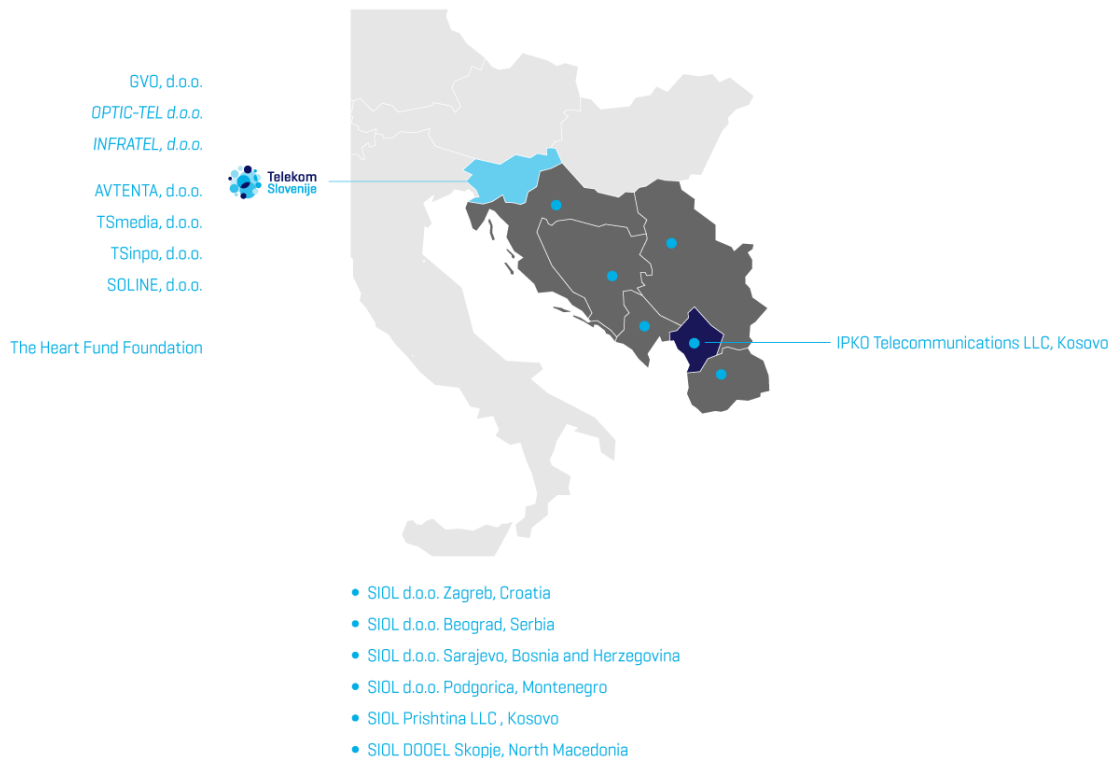 GVO, d.o.o.
OPTIC-TEL d.o.o.
INFRATEL, d.o.o.
AVTENTA, d.o.o.
TSmedia, d.o.o.
TSinpo, d.o.o.
SOLINE, d.o.o.
The Heart Fund Foundation
Telekom
Slovenije
IPKO Telecommunications LLC, Kosovo
SIOL d.o.o. Zagreb, Croatia
SIOL d.o.o. Beograd, Serbia
SIOL d.o.o. Sarajevo, Bosnia and Herzegovina
SIOL d.o.o. Podgorica, Montenegro
SIOL Prishtina LLC , Kosovo
SIOL DOOEL Skopje, North Macedonia